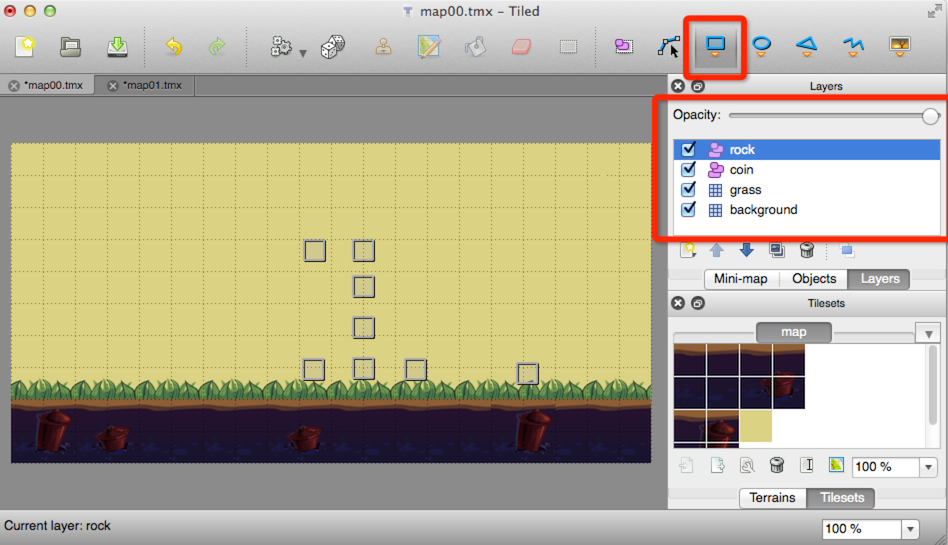 map00.tmx – Tiled
*map00.tmx
*map01.tmx
Layers
Opacity:
rock
coin
grass
background
Mini-map
Objects
Layers
Tilesets
map
100 %
Terrains
Tilesets
Current layer: rock
100 %